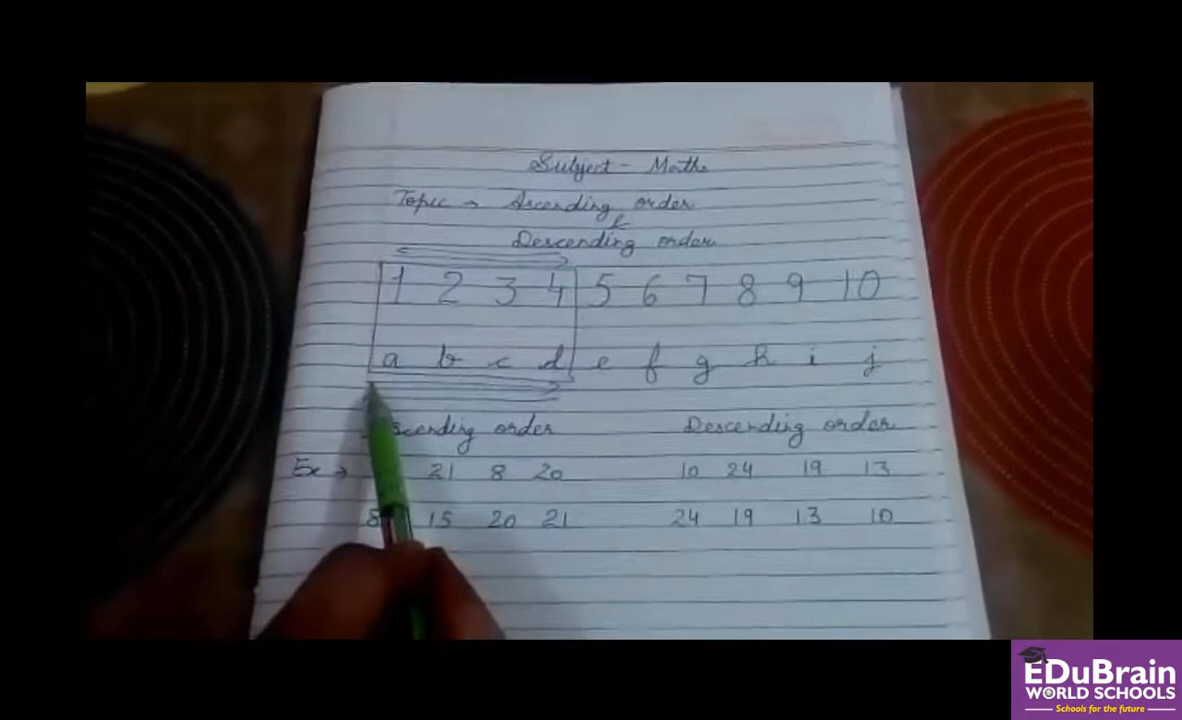 Subject - Maths
Topic → Ascending order
&
Descending order
1 2 3 4 5 6 7 8 9 10
a b c d e f g h i j
scending order Descending order
Ex → 21 8 20 10 24 19 13
8 15 20 21 24 19 13 10
EDuBrain
WORLD SCHOOLS
Schools for the future